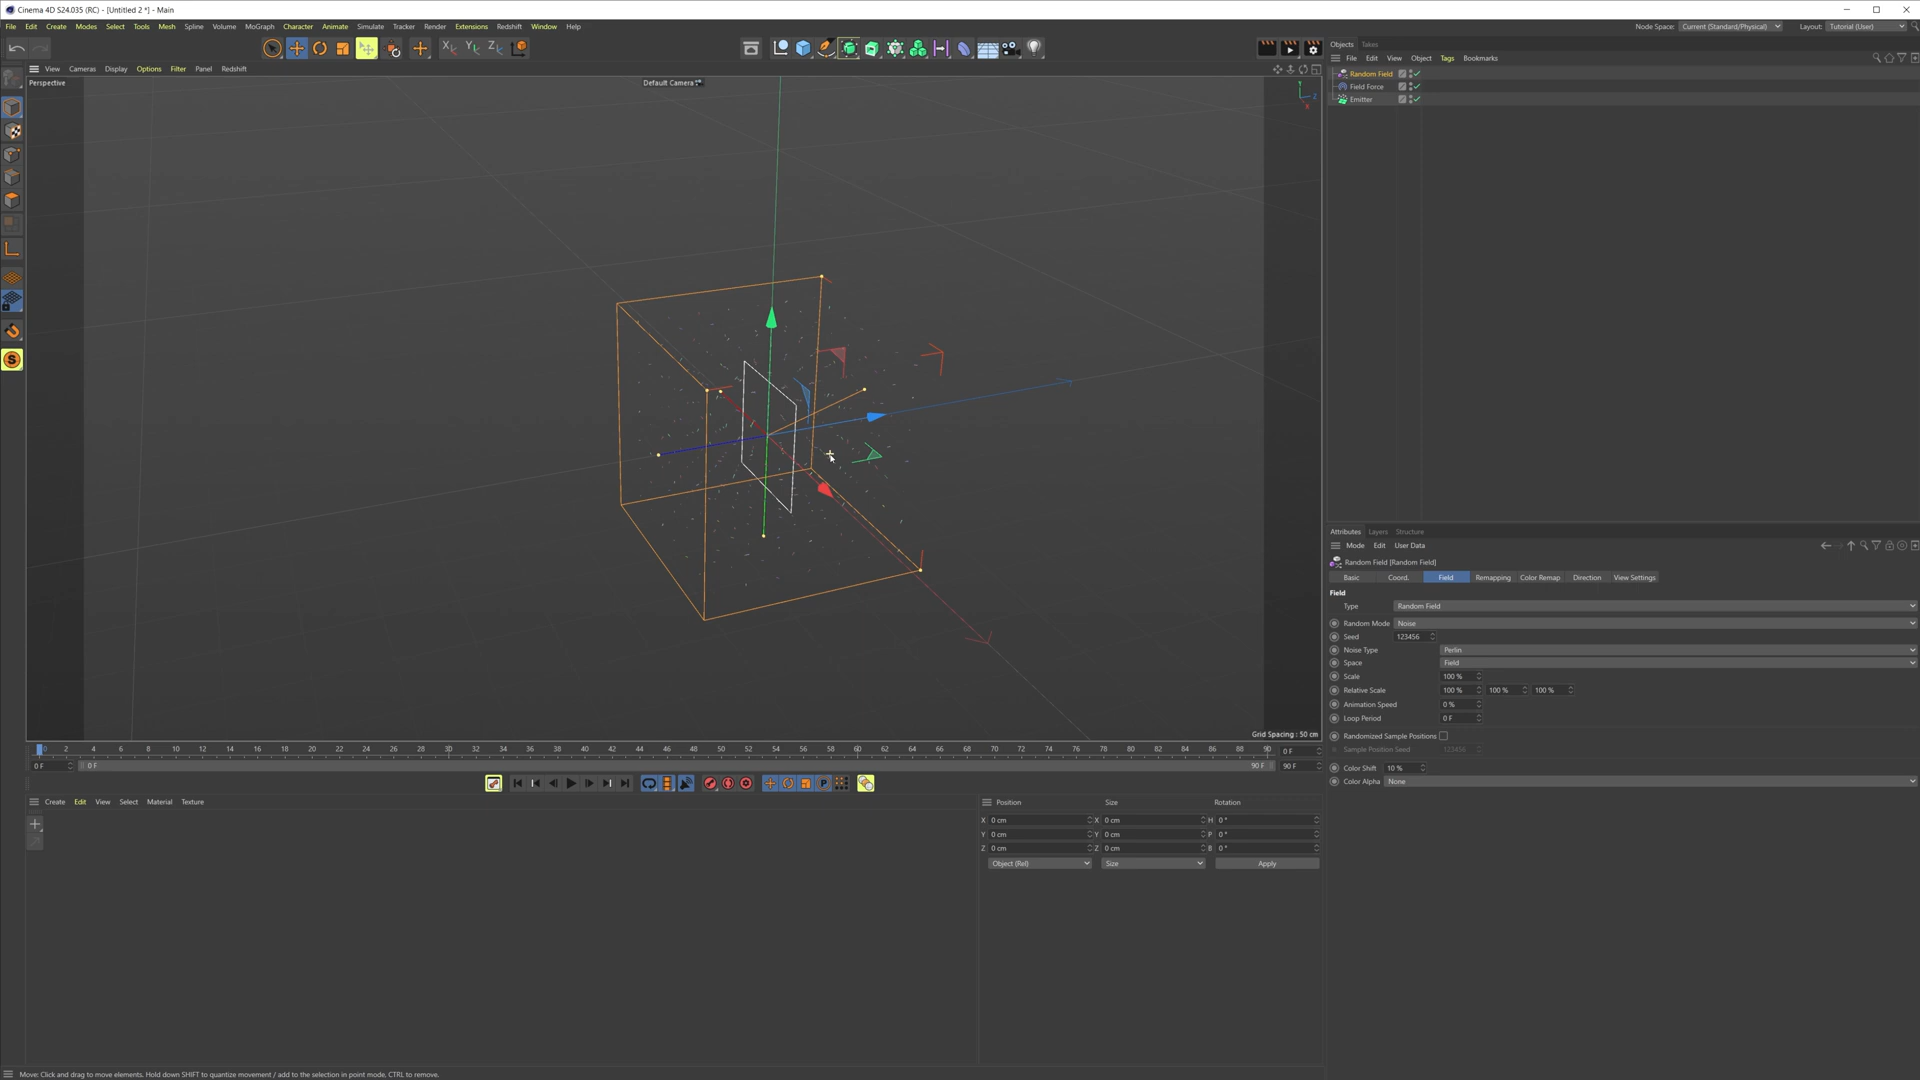 Cinema 4D S24.035 (RC) - [Untitled 2 *] - Main
File Edit Create Modes Select Tools Mesh Spline Volume MoGraph Character Animate Simulate Tracker Render Extensions Redshift Window Help
Node Space: Current (Standard/Physical) Layout: Tutorial (User)
Objects Takes
File Edit View Object Tags Bookmarks
View Cameras Display Options Filter Panel Redshift
Perspective
Default Camera
Random Field
Field Force
Emitter
Attributes Layers Structure
Mode Edit User Data
Random Field [Random Field]
Basic Coord. Field Remapping Color Remap Direction View Settings
Field
Type Random Field
Random Mode Noise
Seed 123456
Noise Type Perlin
Space Field
Scale 100 %
Relative Scale 100 % 100 % 100 %
Animation Speed 0 %
Loop Period 0 F
Randomized Sample Positions
Sample Position Seed 123456
Color Shift 10 %
Color Alpha None
Grid Spacing : 50 cm
0 2 4 6 8 10 12 14 16 18 20 22 24 26 28 30 32 34 36 38 40 42 44 46 48 50 52 54 56 58 60 62 64 66 68 70 72 74 76 78 80 82 84 86 88 90 0 F
0 F 0 F 90 F 90 F
Create Edit View Select Material Texture
Position Size Rotation
X 0 cm X 0 cm H 0 °
Y 0 cm Y 0 cm P 0 °
Z 0 cm Z 0 cm B 0 °
Object (Rel) Size Apply
Move: Click and drag to move elements. Hold down SHIFT to quantize movement / add to the selection in point mode, CTRL to remove.